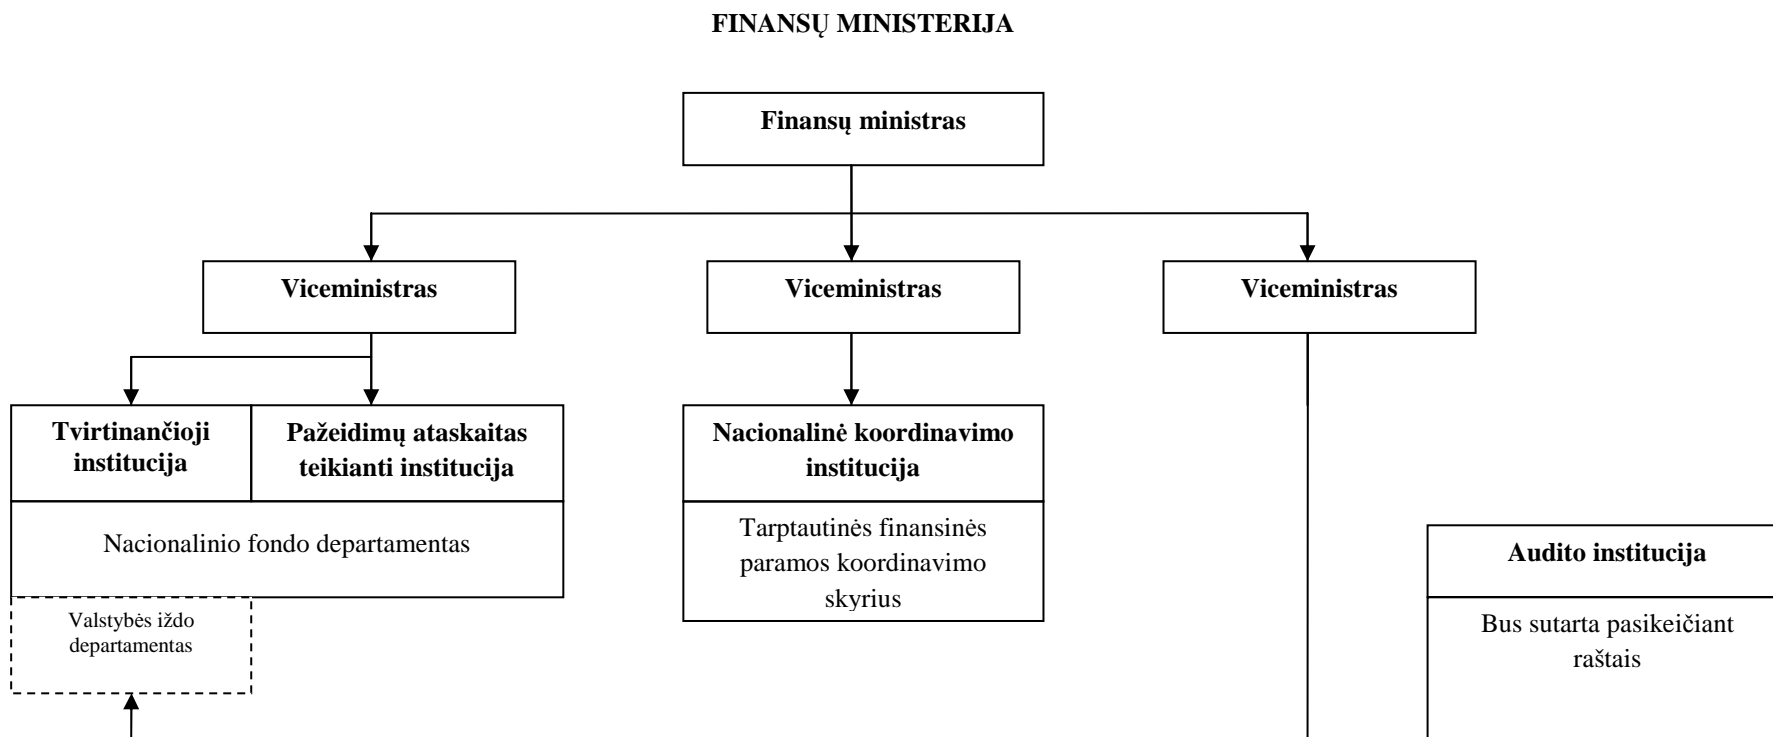 FINANSŲ MINISTERIJA
Finansų ministras
Viceministras
Viceministras
Viceministras
Tvirtinančioji
institucija
Pažeidimų ataskaitas
teikianti institucija
Nacionalinė koordinavimo
institucija
Nacionalinio fondo departamentas
Tarptautinės finansinės
paramos koordinavimo
skyrius
Audito institucija
Valstybės iždo
departamentas
Bus sutarta pasikeičiant
raštais